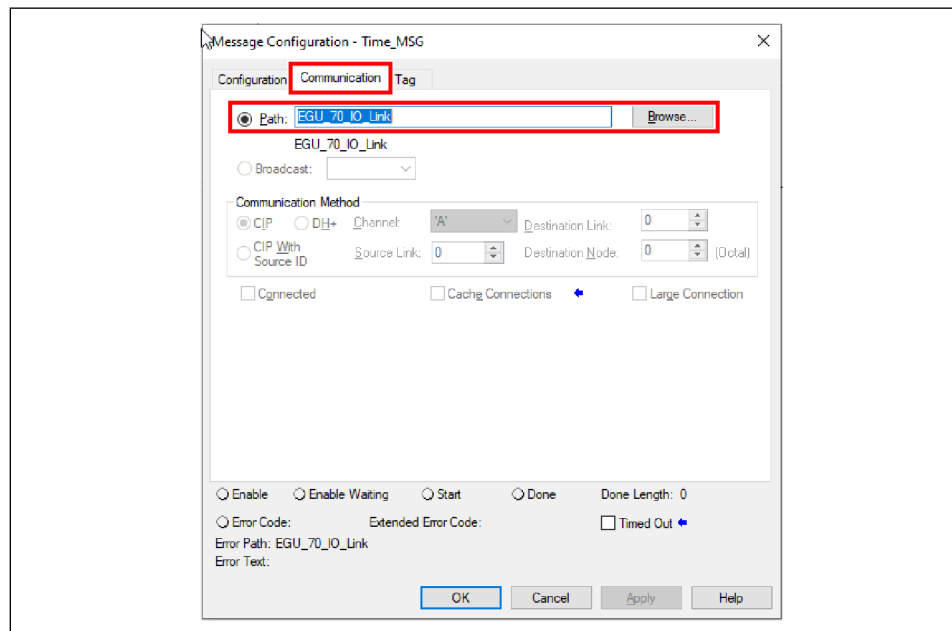 Message Configuration - Time_MSG
Configuration Communication Tag
Path: EGU_70_IO_Link Browse...
EGU_70_IO_Link
Broadcast:
Communication Method
CIP DH+ Channel: 'A' Destination Link: 0
CIP With Source ID Source Link: 0 Destination Node: 0 (Octal)
Connected Cache Connections Large Connection
Enable Enable Waiting Start Done Done Length: 0
Error Code: Extended Error Code: Timed Out
Error Path: EGU_70_IO_Link
Error Text:
OK Cancel Apply Help